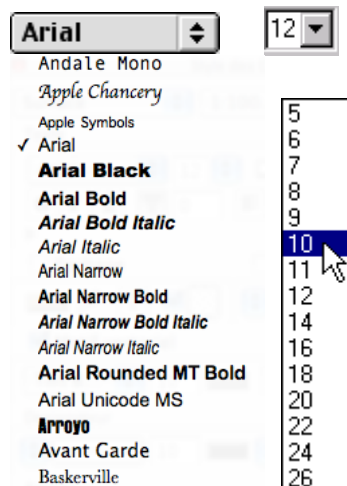 Arial
Andale Mono
Apple Chancery
Apple Symbols
✓ Arial
Arial Black
Arial Bold
Arial Bold Italic
Arial Italic
Arial Narrow
Arial Narrow Bold
Arial Narrow Bold Italic
Arial Narrow Italic
Arial Rounded MT Bold
Arial Unicode MS
Arroyo
Avant Garde
Baskerville
12
5
6
7
8
9
10
11
12
14
16
18
20
22
24
26